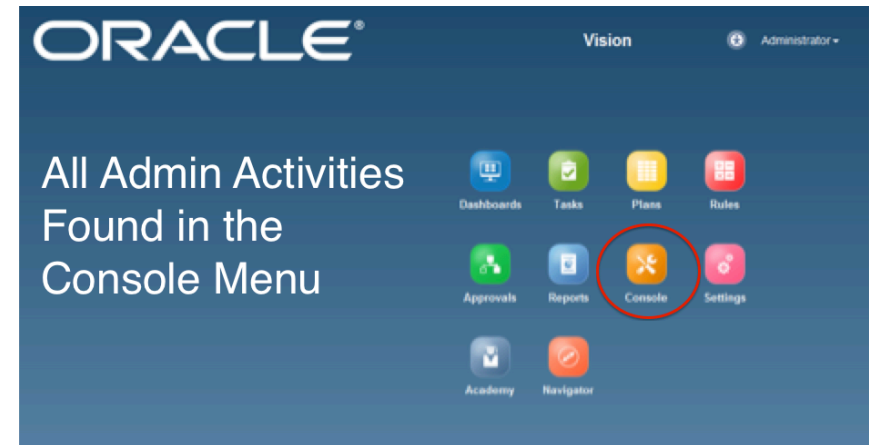 ORACLE®
Vision
Administrator
All Admin Activities
Found in the
Console Menu
Dashboards Tasks Plans Rules
Approvals Reports Console Settings
Academy Navigator